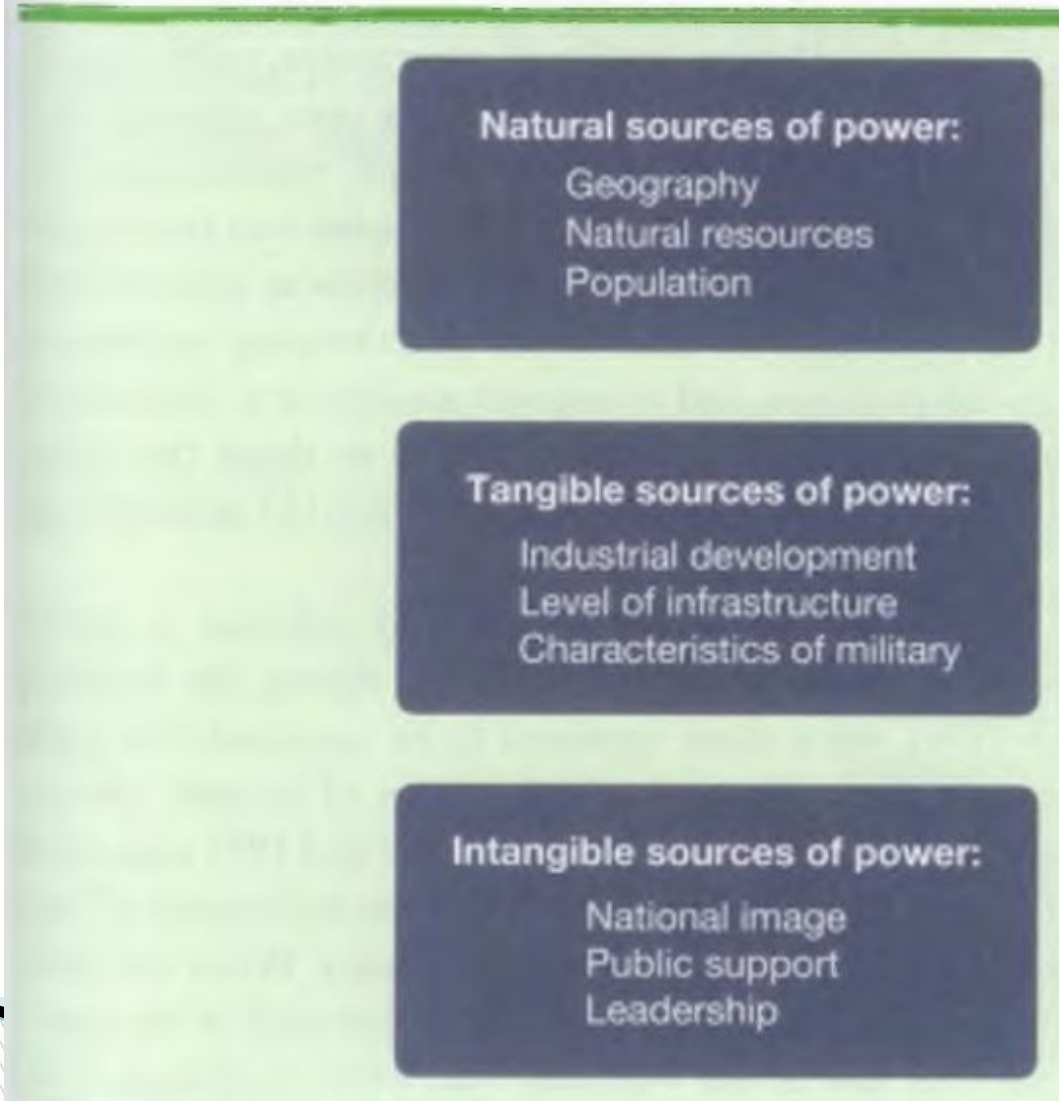 Natural sources of power:
Geography
Natural resources
Population
Tangible sources of power:
Industrial development
Level of infrastructure
Characteristics of military
Intangible sources of power:
National image
Public support
Leadership